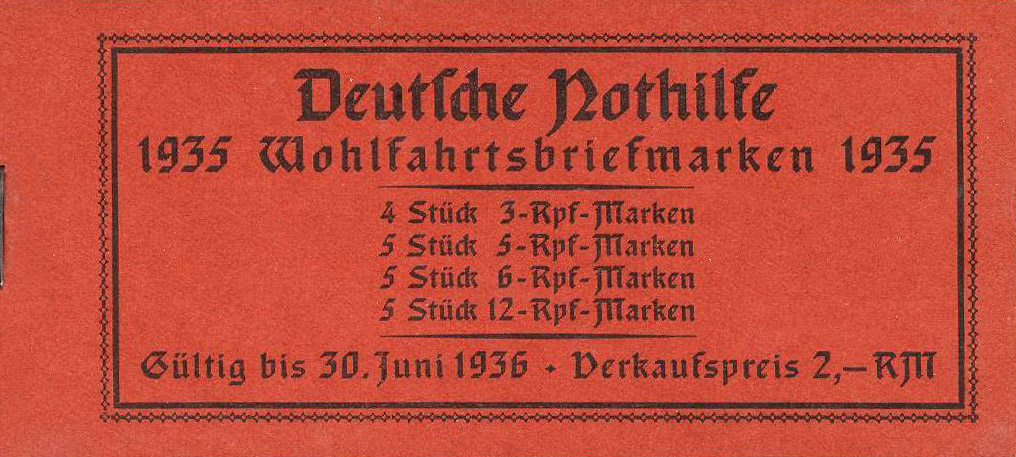 Deutſche Nothilfe
1935 Wohlfahrtsbriefmarken 1935
4 Stück 3-Rpf-Marken
5 Stück 5-Rpf-Marken
5 Stück 6-Rpf-Marken
5 Stück 12-Rpf-Marken
Gültig bis 30. Juni 1936 · Verkaufspreis 2,— RM